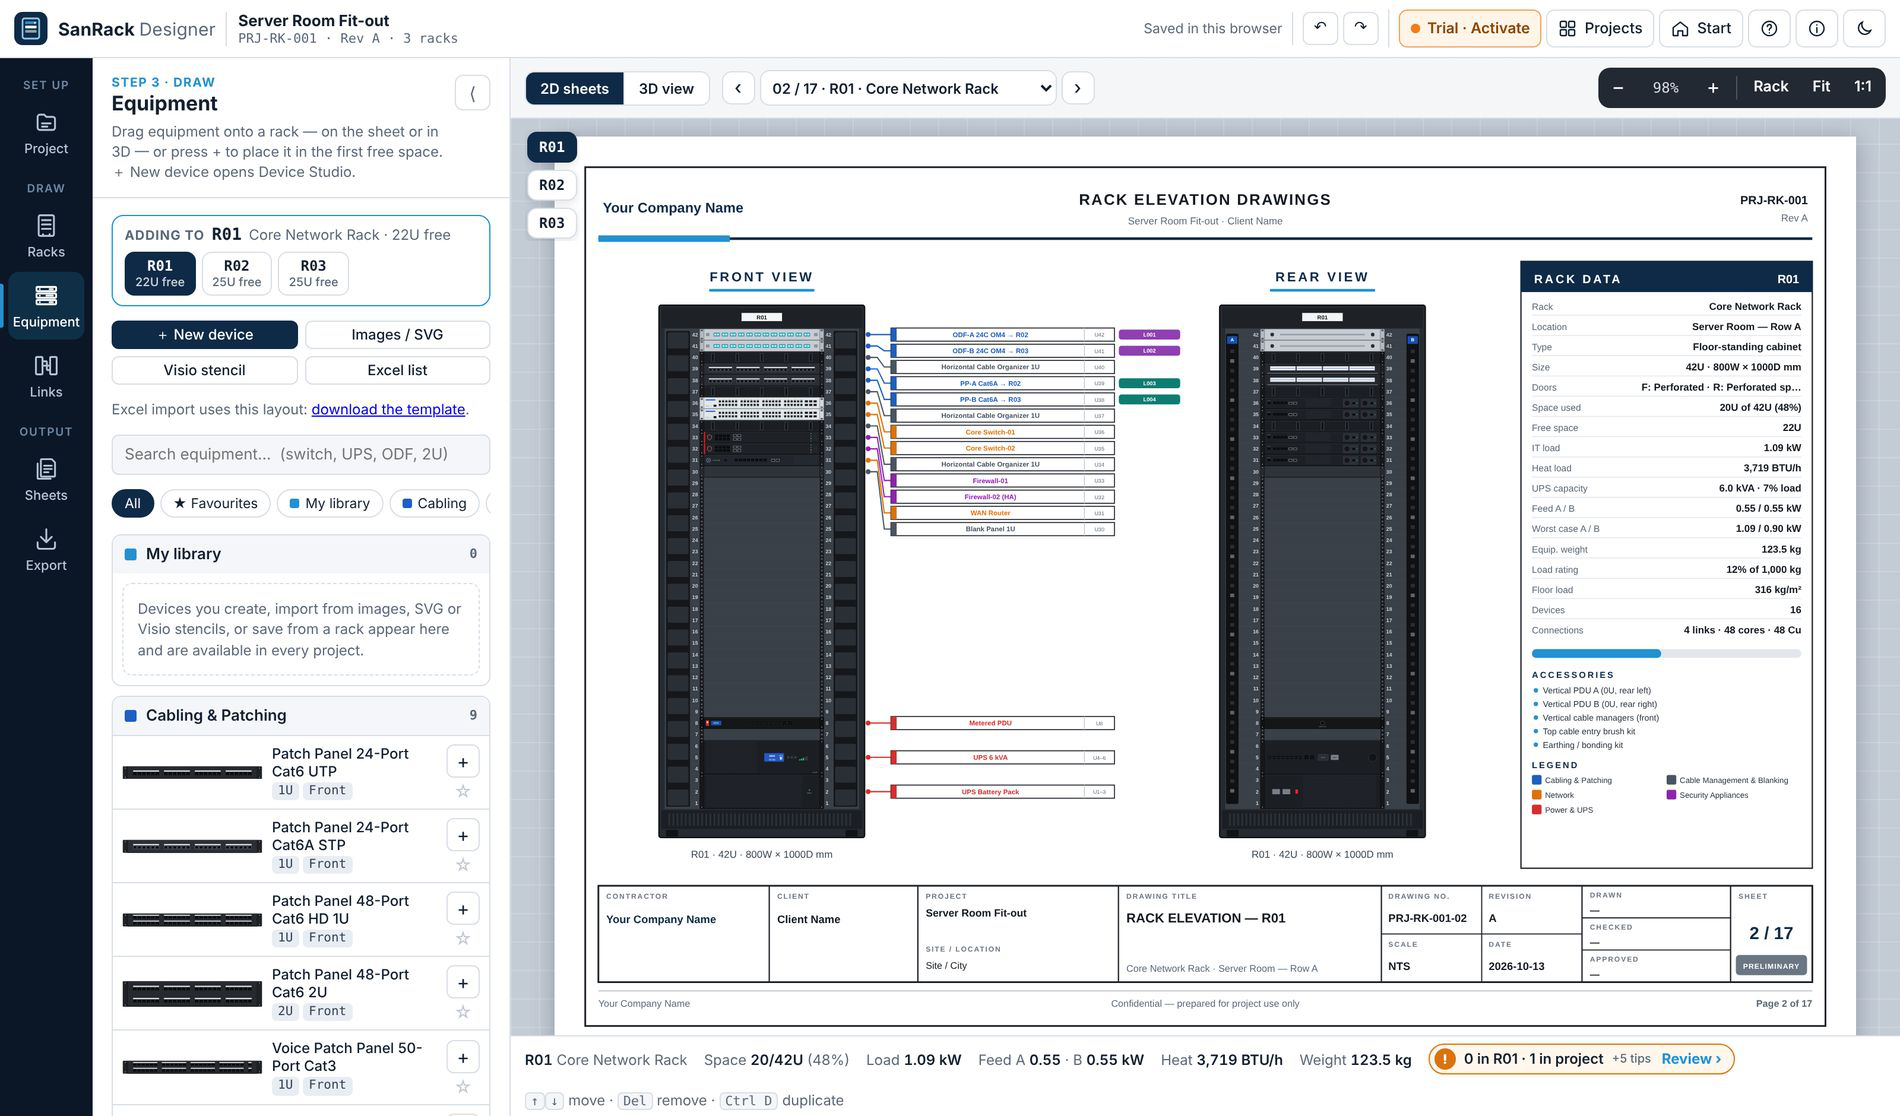 SanRack Designer
Server Room Fit-out
PRJ-RK-001 · Rev A · 3 racks
Saved in this browser
Trial · Activate
Projects
Start
SET UP
Project
DRAW
Racks
Equipment
Links
OUTPUT
Sheets
Export
STEP 3 · DRAW
Equipment
Drag equipment onto a rack — on the sheet or in
3D — or press + to place it in the first free space.
+ New device opens Device Studio.
ADDING TO R01 Core Network Rack · 22U free
R01 R02 R03
22U free 25U free 25U free
+ New device Images / SVG
Visio stencil Excel list
Excel import uses this layout: download the template.
Search equipment... (switch, UPS, ODF, 2U)
All ★ Favourites My library Cabling
My library 0
Devices you create, import from images, SVG or
Visio stencils, or save from a rack appear here
and are available in every project.
Cabling & Patching 9
Patch Panel 24-Port
Cat6 UTP
1U Front
Patch Panel 24-Port
Cat6A STP
1U Front
Patch Panel 48-Port
Cat6 HD 1U
1U Front
Patch Panel 48-Port
Cat6 2U
2U Front
Voice Patch Panel 50-
Port Cat3
1U Front
2D sheets 3D view
02 / 17 · R01 · Core Network Rack
− 98% + Rack Fit 1:1
R01
R02
R03
Your Company Name
RACK ELEVATION DRAWINGS
Server Room Fit-out · Client Name
PRJ-RK-001
Rev A
FRONT VIEW
R01
ODF-A 24C OM4 → R02 U42 L001
ODF-B 24C OM4 → R03 U41 L002
Horizontal Cable Organizer 1U U40
PP-A Cat6A → R02 U39 L003
PP-B Cat6A → R03 U38 L004
Horizontal Cable Organizer 1U U37
Core Switch-01 U36
Core Switch-02 U35
Horizontal Cable Organizer 1U U34
Firewall-01 U33
Firewall-02 (HA) U32
WAN Router U31
Blank Panel 1U U30
Metered PDU U8
UPS 6 kVA U4–6
UPS Battery Pack U1–3
R01 · 42U · 800W × 1000D mm
REAR VIEW
R01
A B
R01 · 42U · 800W × 1000D mm
RACK DATA R01
Rack Core Network Rack
Location Server Room — Row A
Type Floor-standing cabinet
Size 42U · 800W × 1000D mm
Doors F: Perforated · R: Perforated sp…
Space used 20U of 42U (48%)
Free space 22U
IT load 1.09 kW
Heat load 3,719 BTU/h
UPS capacity 6.0 kVA · 7% load
Feed A / B 0.55 / 0.55 kW
Worst case A / B 1.09 / 0.90 kW
Equip. weight 123.5 kg
Load rating 12% of 1,000 kg
Floor load 316 kg/m²
Devices 16
Connections 4 links · 48 cores · 48 Cu
ACCESSORIES
Vertical PDU A (0U, rear left)
Vertical PDU B (0U, rear right)
Vertical cable managers (front)
Top cable entry brush kit
Earthing / bonding kit
LEGEND
Cabling & Patching Cable Management & Blanking
Network Security Appliances
Power & UPS
CONTRACTOR
Your Company Name
CLIENT
Client Name
PROJECT
Server Room Fit-out
SITE / LOCATION
Site / City
DRAWING TITLE
RACK ELEVATION — R01
Core Network Rack · Server Room — Row A
DRAWING NO.
PRJ-RK-001-02
REVISION
A
SCALE
NTS
DATE
2026-10-13
DRAWN
—
CHECKED
—
APPROVED
—
SHEET
2 / 17
PRELIMINARY
Your Company Name
Confidential — prepared for project use only
Page 2 of 17
R01 Core Network Rack Space 20/42U (48%) Load 1.09 kW Feed A 0.55 · B 0.55 kW Heat 3,719 BTU/h Weight 123.5 kg
0 in R01 · 1 in project +5 tips Review ›
↑ ↓ move · Del remove · Ctrl D duplicate